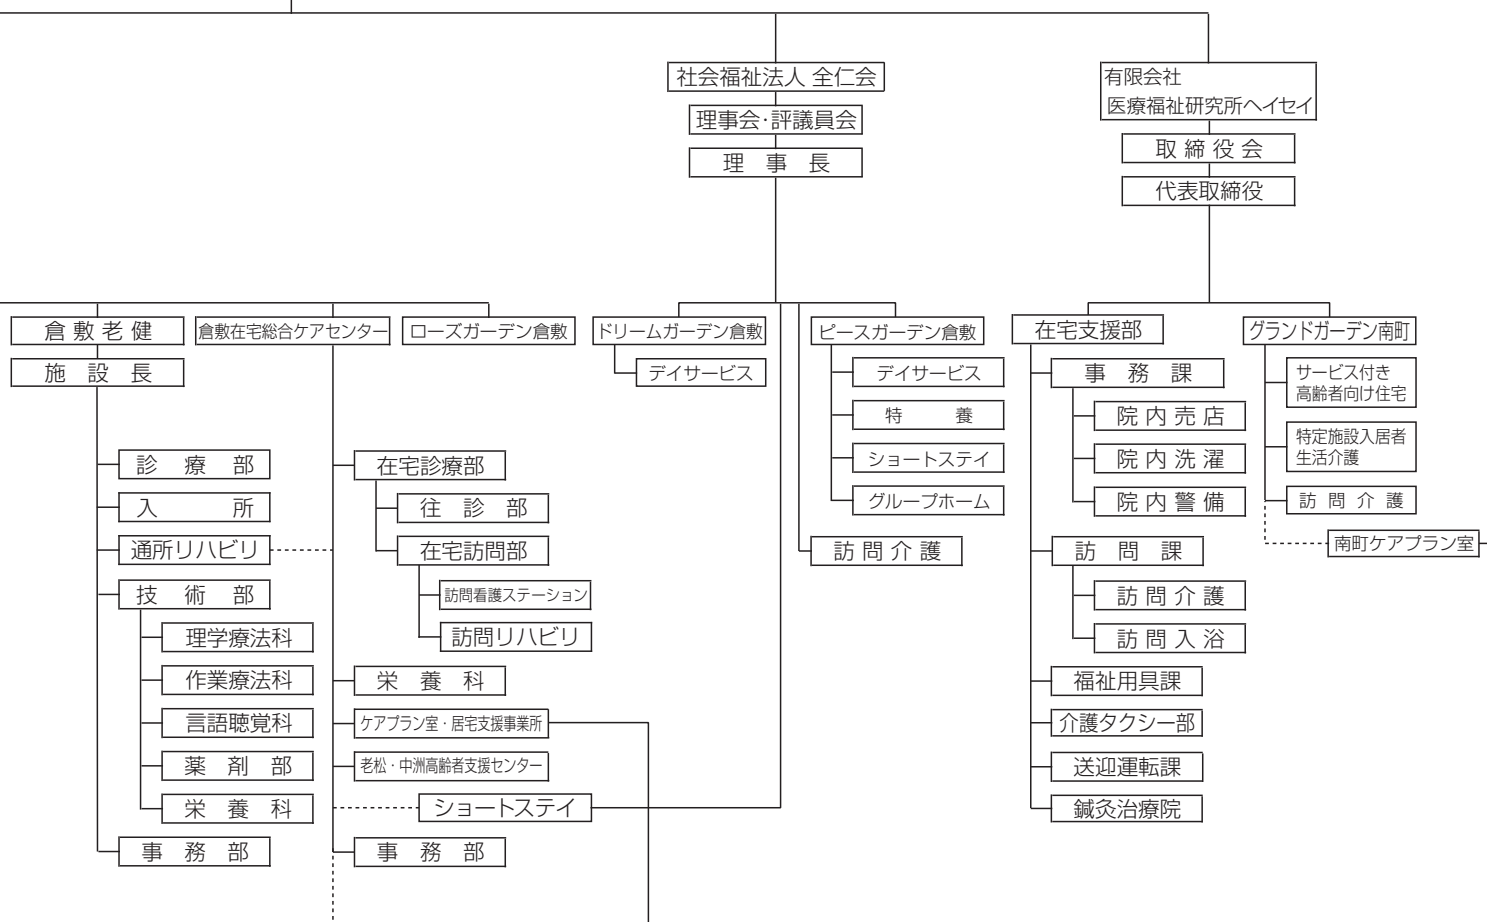 社会福祉法人 全仁会
理事会・評議員会
理事長
有限会社
医療福祉研究所ヘイセイ
取締役会
代表取締役
倉敷老健
施設長
診療部
入所
通所リハビリ
技術部
理学療法科
作業療法科
言語聴覚科
薬剤部
栄養科
事務部
倉敷在宅総合ケアセンター
在宅診療部
往診部
在宅訪問部
訪問看護ステーション
訪問リハビリ
栄養科
ケアプラン室・居宅支援事業所
老松・中洲高齢者支援センター
ショートステイ
事務部
ローズガーデン倉敷
ドリームガーデン倉敷
デイサービス
ピースガーデン倉敷
デイサービス
特養
ショートステイ
グループホーム
訪問介護
在宅支援部
事務課
院内売店
院内洗濯
院内警備
訪問課
訪問介護
訪問入浴
福祉用具課
介護タクシー部
送迎運転課
鍼灸治療院
グランドガーデン南町
サービス付き
高齢者向け住宅
特定施設入居者
生活介護
訪問介護
南町ケアプラン室